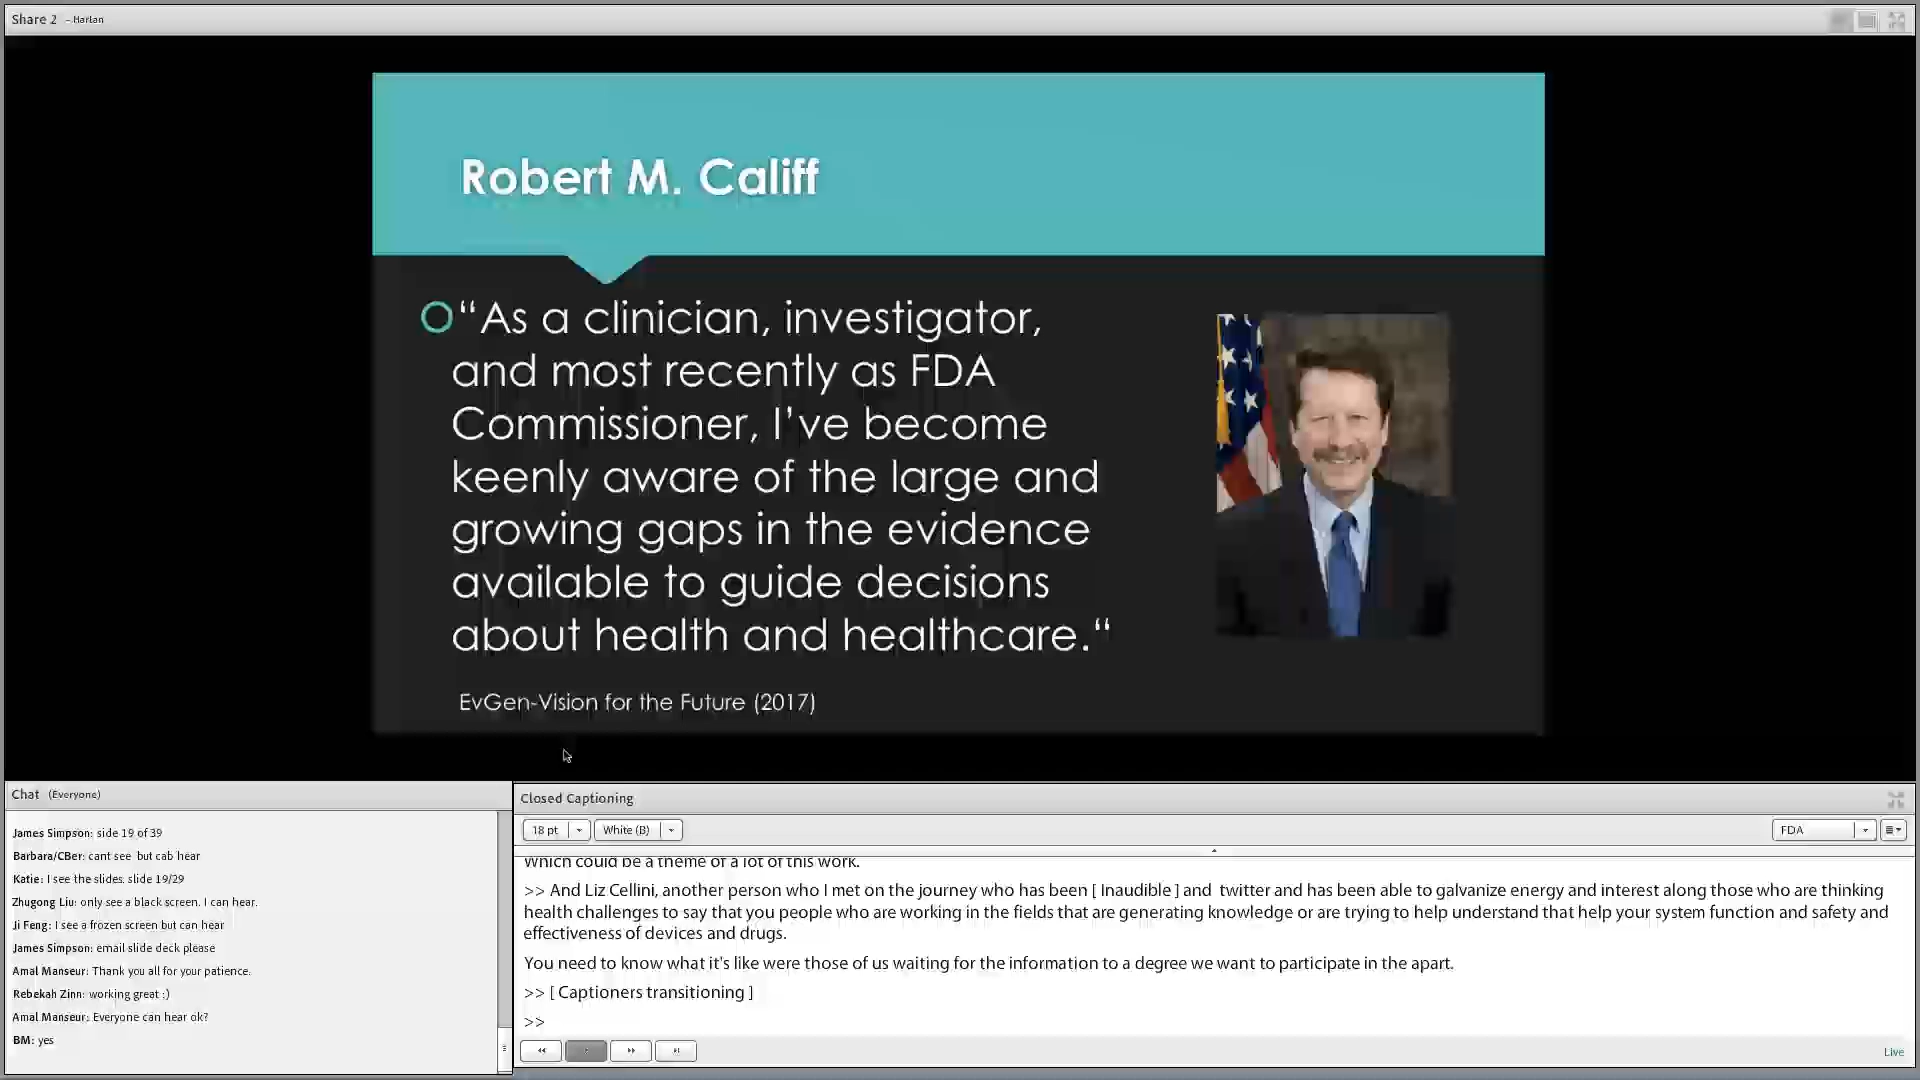 Share 2 - Harlan
Robert M. Califf
“As a clinician, investigator,
and most recently as FDA
Commissioner, I’ve become
keenly aware of the large and
growing gaps in the evidence
available to guide decisions
about health and healthcare.“
EvGen-Vision for the Future (2017)
Chat (Everyone)
James Simpson: side 19 of 39
Barbara/CBer: cant see but cab hear
Katie: I see the slides. slide 19/29
Zhugong Liu: only see a black screen. I can hear.
Ji Feng: I see a frozen screen but can hear
James Simpson: email slide deck please
Amal Manseur: Thank you all for your patience.
Rebekah Zinn: working great :)
Amal Manseur: Everyone can hear ok?
BM: yes
Closed Captioning
18 pt White (B) FDA
Which could be a theme of a lot of this work.
>> And Liz Cellini, another person who I met on the journey who has been [ Inaudible ] and twitter and has been able to galvanize energy and interest along those who are thinking
health challenges to say that you people who are working in the fields that are generating knowledge or are trying to help understand that help your system function and safety and
effectiveness of devices and drugs.
You need to know what it's like were those of us waiting for the information to a degree we want to participate in the apart.
>> [ Captioners transitioning ]
>>
Live